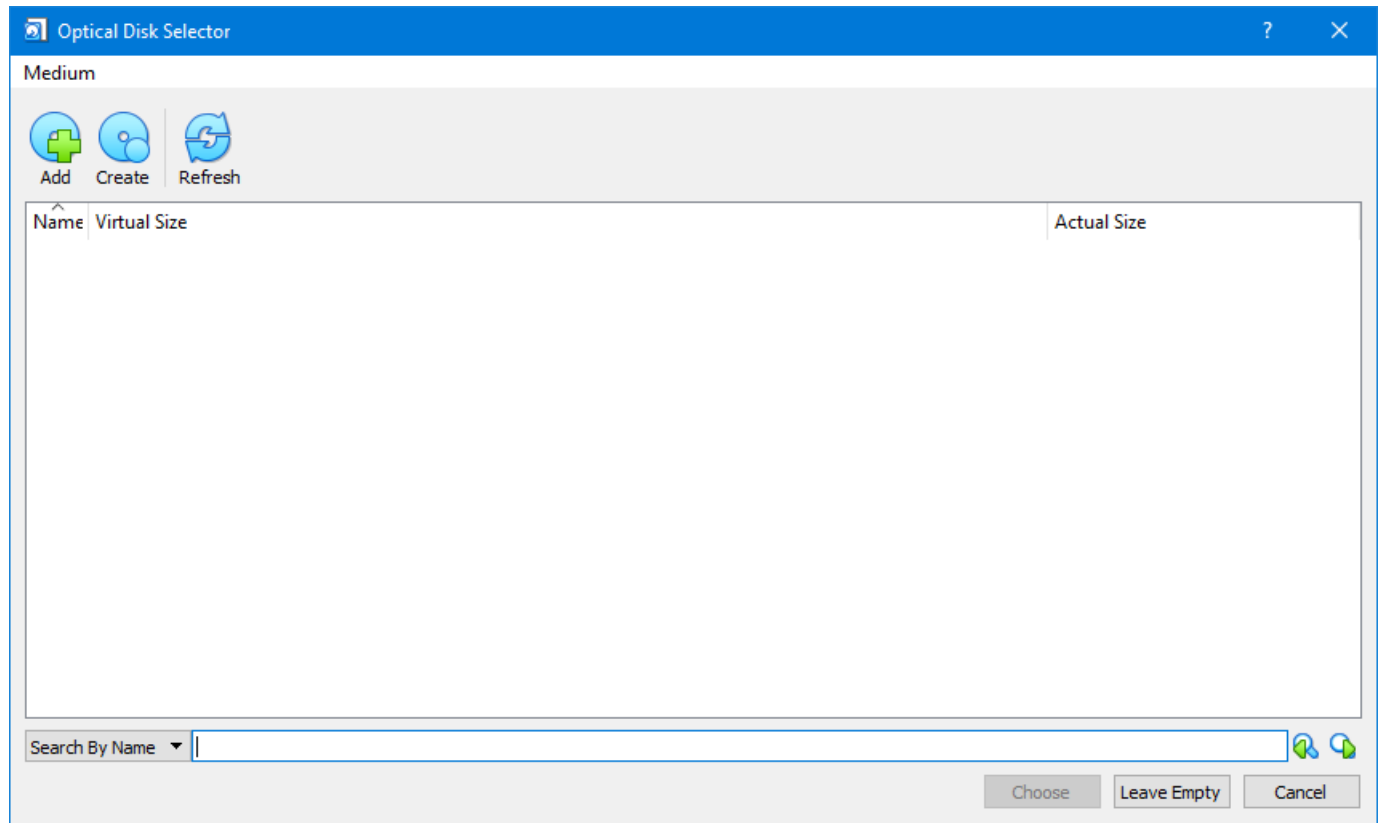 Optical Disk Selector
Medium
Add Create Refresh
Name Virtual Size Actual Size
Search By Name
Choose Leave Empty Cancel